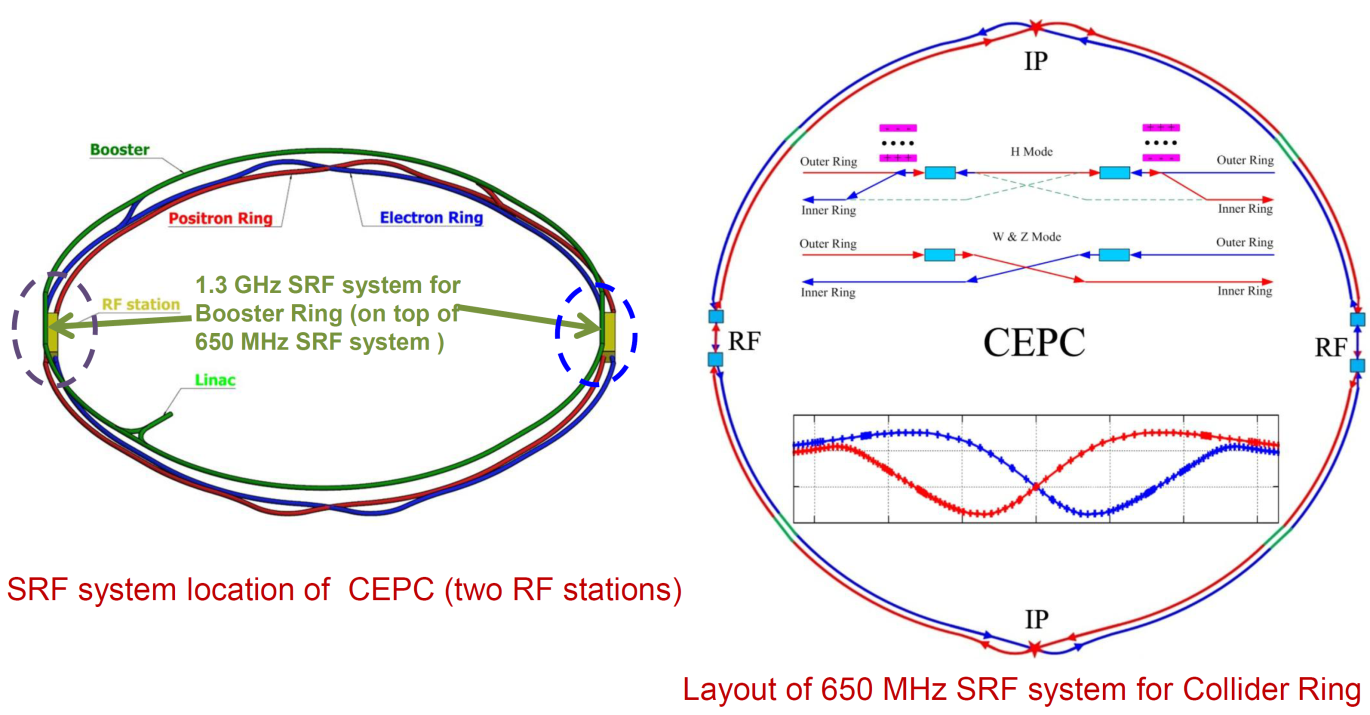 Booster
Positron Ring
Electron Ring
RF station
1.3 GHz SRF system for
Booster Ring (on top of
650 MHz SRF system )
Linac
SRF system location of CEPC (two RF stations)
IP
- - -
+ + +
+ + +
- - -
H Mode
Outer Ring
Outer Ring
Inner Ring
Inner Ring
W & Z Mode
Outer Ring
Outer Ring
Inner Ring
Inner Ring
RF
CEPC
RF
IP
Layout of 650 MHz SRF system for Collider Ring